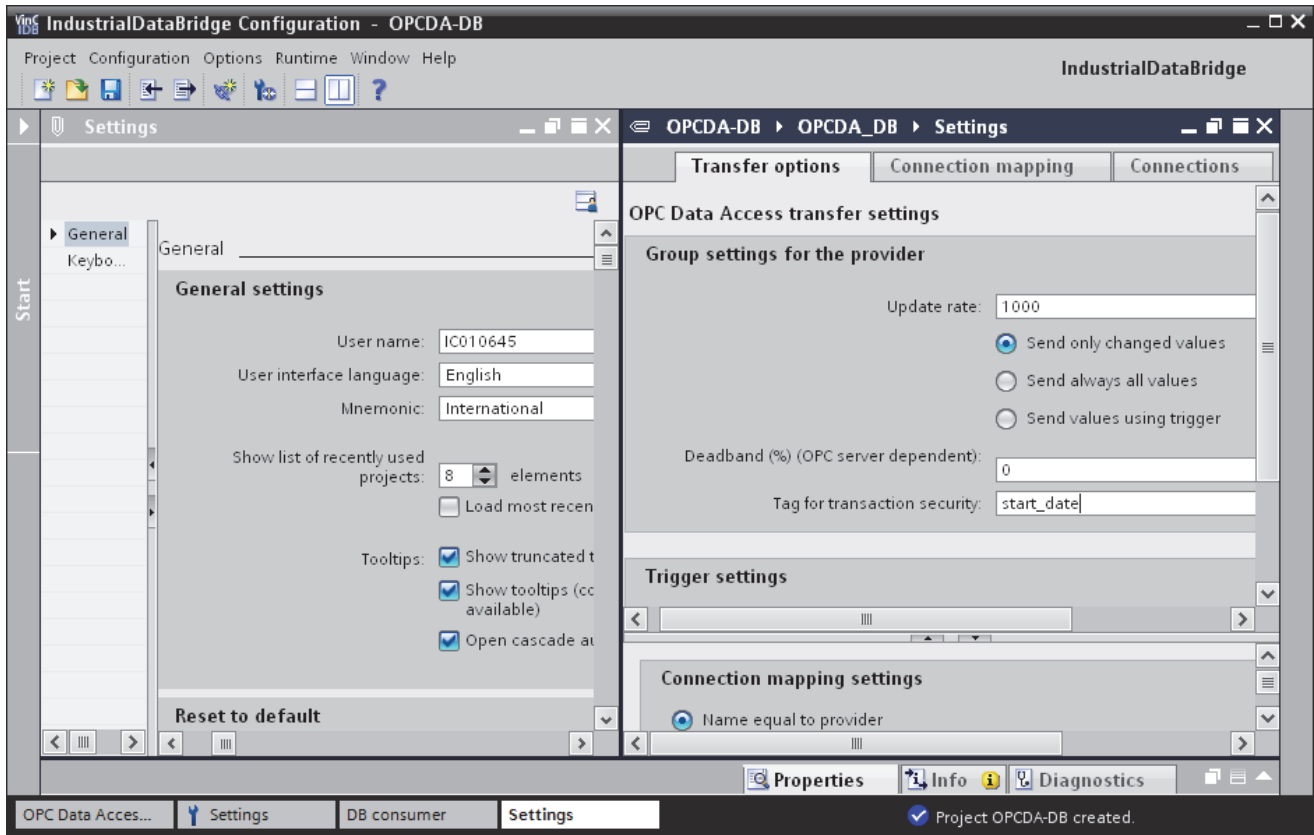 IndustrialDataBridge Configuration - OPCDA-DB
Project Configuration Options Runtime Window Help
IndustrialDataBridge
Settings
OPCDA-DB OPCDA_DB Settings
Transfer options Connection mapping Connections
Start
General
Keybo...
General
General settings
User name: IC010645
User interface language: English
Mnemonic: International
Show list of recently used
projects: 8 elements
Load most recen
Tooltips: Show truncated t
Show tooltips (cc
available)
Open cascade au
Reset to default
OPC Data Access transfer settings
Group settings for the provider
Update rate: 1000
Send only changed values
Send always all values
Send values using trigger
Deadband (%) (OPC server dependent): 0
Tag for transaction security: start_date
Trigger settings
Connection mapping settings
Name equal to provider
Properties Info Diagnostics
OPC Data Acces... Settings DB consumer Settings
Project OPCDA-DB created.